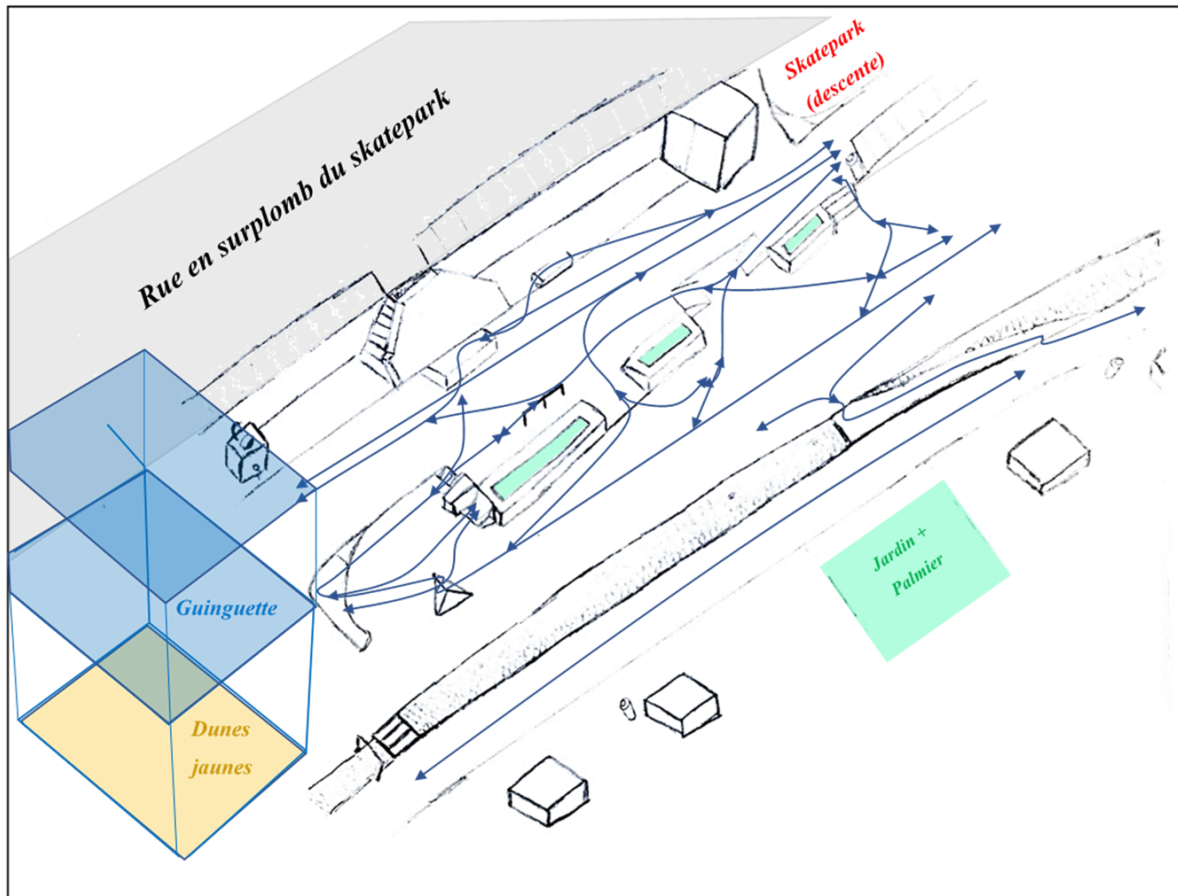 Skatepark
(descente)
Rue en surplomb du skatepark
Guinguette
Jardin +
Palmier
Dunes
jaunes